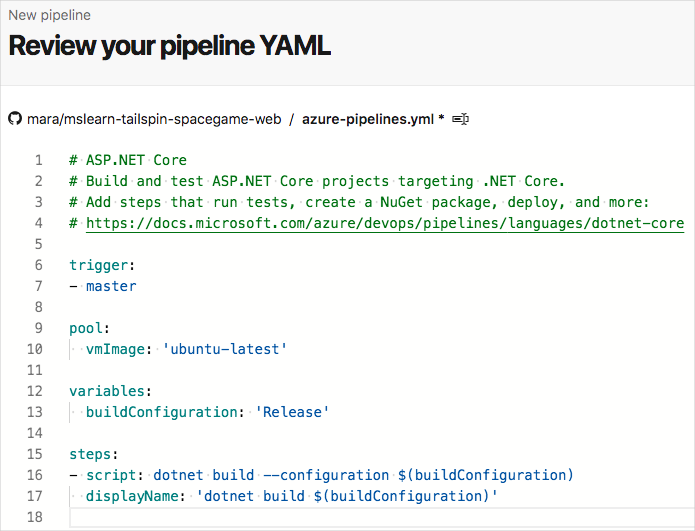 New pipeline
Review your pipeline YAML
mara/mslearn-tailspin-spacegame-web / azure-pipelines.yml *
1 # ASP.NET Core
2 # Build and test ASP.NET Core projects targeting .NET Core.
3 # Add steps that run tests, create a NuGet package, deploy, and more:
4 # https://docs.microsoft.com/azure/devops/pipelines/languages/dotnet-core
5
6 trigger:
7 - master
8
9 pool:
10   vmImage: 'ubuntu-latest'
11
12 variables:
13   buildConfiguration: 'Release'
14
15 steps:
16 - script: dotnet build --configuration $(buildConfiguration)
17   displayName: 'dotnet build $(buildConfiguration)'
18